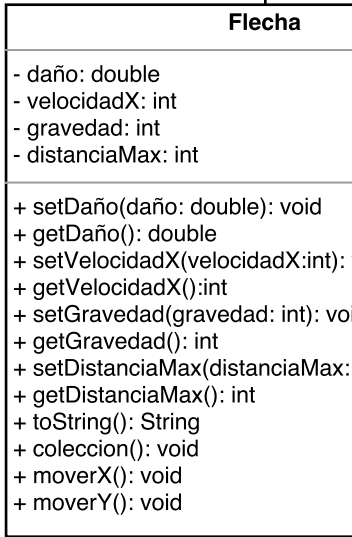 Flecha
- daño: double
- velocidadX: int
- gravedad: int
- distanciaMax: int
+ setDaño(daño: double): void
+ getDaño(): double
+ setVelocidadX(velocidadX:int):
+ getVelocidadX():int
+ setGravedad(gravedad: int): voi
+ getGravedad(): int
+ setDistanciaMax(distanciaMax:
+ getDistanciaMax(): int
+ toString(): String
+ coleccion(): void
+ moverX(): void
+ moverY(): void